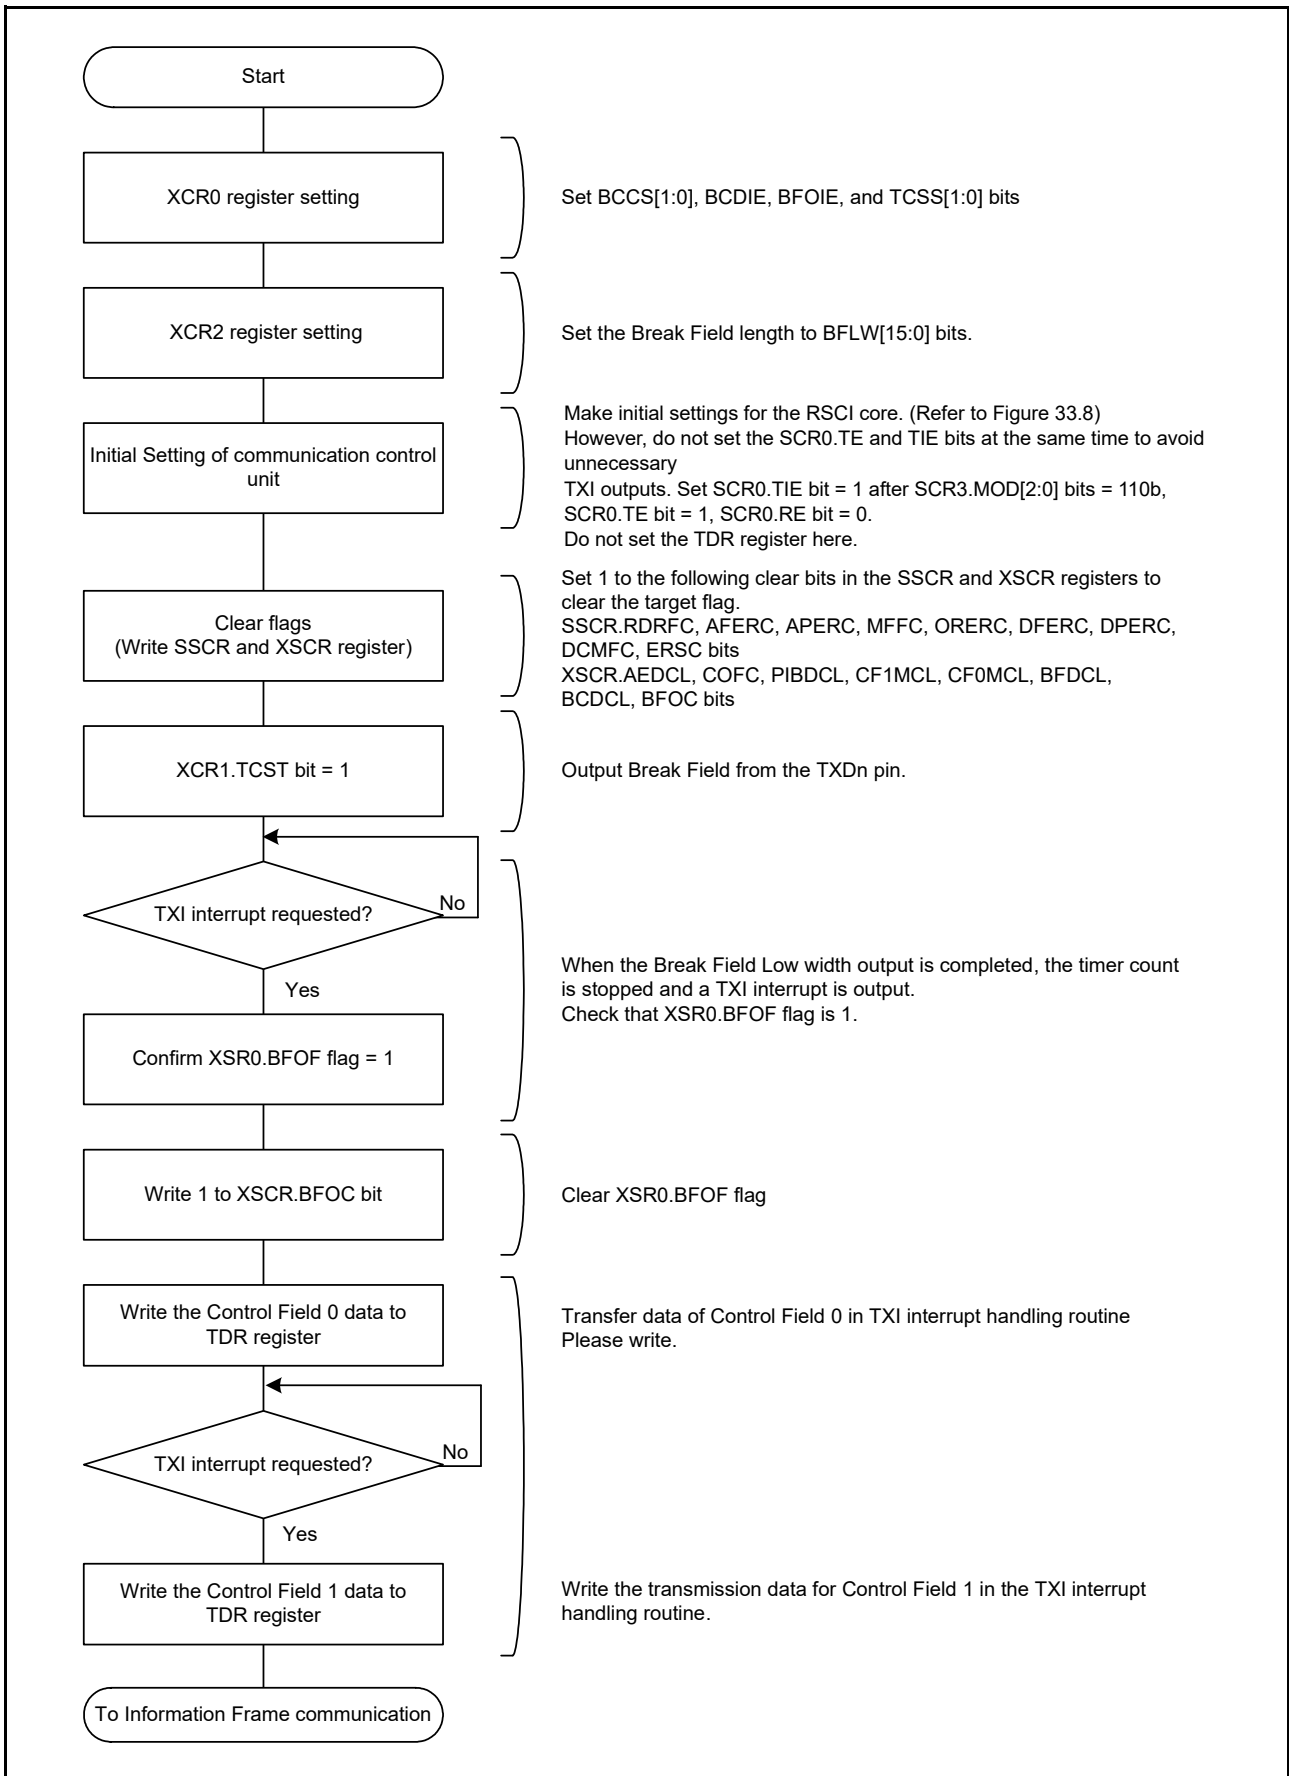 Start
XCR0 register setting
Set BCCS[1:0], BCDIE, BFOIE, and TCSS[1:0] bits
XCR2 register setting
Set the Break Field length to BFLW[15:0] bits.
Initial Setting of communication control
unit
Make initial settings for the RSCI core. (Refer to Figure 33.8)
However, do not set the SCR0.TE and TIE bits at the same time to avoid
unnecessary
TXI outputs. Set SCR0.TIE bit = 1 after SCR3.MOD[2:0] bits = 110b,
SCR0.TE bit = 1, SCR0.RE bit = 0.
Do not set the TDR register here.
Clear flags
(Write SSCR and XSCR register)
Set 1 to the following clear bits in the SSCR and XSCR registers to
clear the target flag.
SSCR.RDRFC, AFERC, APERC, MFFC, ORERC, DFERC, DPERC,
DCMFC, ERSC bits
XSCR.AEDCL, COFC, PIBDCL, CF1MCL, CF0MCL, BFDCL,
BCDCL, BFOC bits
XCR1.TCST bit = 1
Output Break Field from the TXDn pin.
TXI interrupt requested?
No
Yes
When the Break Field Low width output is completed, the timer count
is stopped and a TXI interrupt is output.
Check that XSR0.BFOF flag is 1.
Confirm XSR0.BFOF flag = 1
Write 1 to XSCR.BFOC bit
Clear XSR0.BFOF flag
Write the Control Field 0 data to
TDR register
Transfer data of Control Field 0 in TXI interrupt handling routine
Please write.
TXI interrupt requested?
No
Yes
Write the Control Field 1 data to
TDR register
Write the transmission data for Control Field 1 in the TXI interrupt
handling routine.
To Information Frame communication